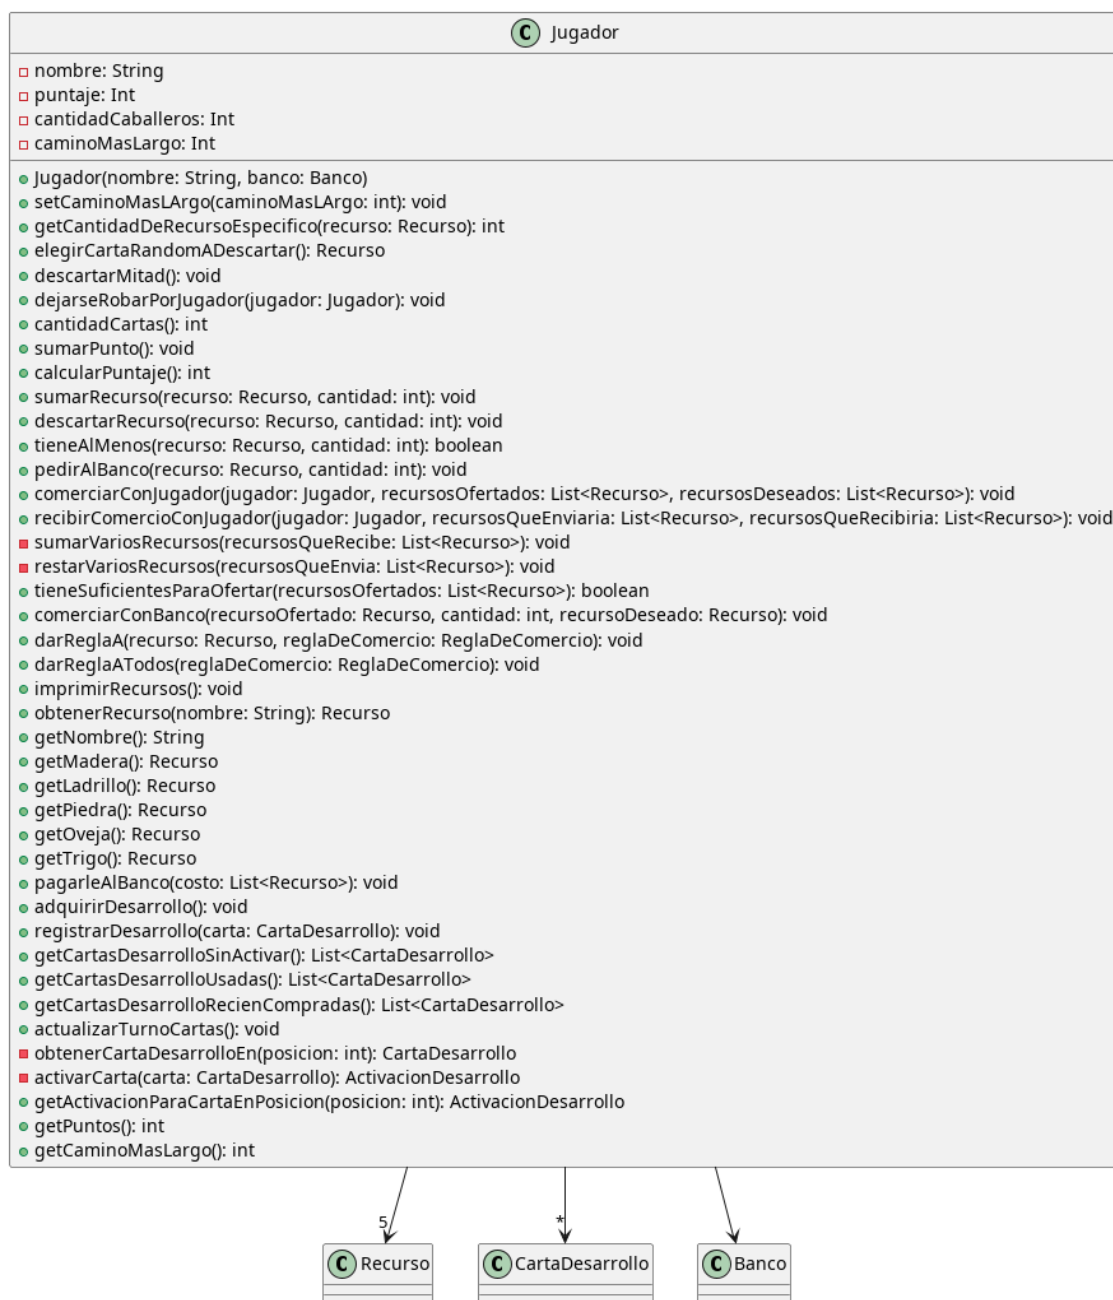 C Jugador
nombre: String
puntaje: Int
cantidadCaballeros: Int
caminoMasLargo: Int
Jugador(nombre: String, banco: Banco)
setCaminoMasLArgo(caminoMasLArgo: int): void
getCantidadDeRecursoEspecifico(recurso: Recurso): int
elegirCartaRandomADescartar(): Recurso
descartarMitad(): void
dejarseRobarPorJugador(jugador: Jugador): void
cantidadCartas(): int
sumarPunto(): void
calcularPuntaje(): int
sumarRecurso(recurso: Recurso, cantidad: int): void
descartarRecurso(recurso: Recurso, cantidad: int): void
tieneAlMenos(recurso: Recurso, cantidad: int): boolean
pedirAlBanco(recurso: Recurso, cantidad: int): void
comerciarConJugador(jugador: Jugador, recursosOfertados: List<Recurso>, recursosDeseados: List<Recurso>): void
recibirComercioConJugador(jugador: Jugador, recursosQueEnviaria: List<Recurso>, recursosQueRecibiria: List<Recurso>): void
sumarVariosRecursos(recursosQueRecibe: List<Recurso>): void
restarVariosRecursos(recursosQueEnvia: List<Recurso>): void
tieneSuficientesParaOfertar(recursosOfertados: List<Recurso>): boolean
comerciarConBanco(recursoOfertado: Recurso, cantidad: int, recursoDeseado: Recurso): void
darReglaA(recurso: Recurso, reglaDeComercio: ReglaDeComercio): void
darReglaATodos(reglaDeComercio: ReglaDeComercio): void
imprimirRecursos(): void
obtenerRecurso(nombre: String): Recurso
getNombre(): String
getMadera(): Recurso
getLadrillo(): Recurso
getPiedra(): Recurso
getOveja(): Recurso
getTrigo(): Recurso
pagarleAlBanco(costo: List<Recurso>): void
adquirirDesarrollo(): void
registrarDesarrollo(carta: CartaDesarrollo): void
getCartasDesarrolloSinActivar(): List<CartaDesarrollo>
getCartasDesarrolloUsadas(): List<CartaDesarrollo>
getCartasDesarrolloRecienCompradas(): List<CartaDesarrollo>
actualizarTurnoCartas(): void
obtenerCartaDesarrolloEn(posicion: int): CartaDesarrollo
activarCarta(carta: CartaDesarrollo): ActivacionDesarrollo
getActivacionParaCartaEnPosicion(posicion: int): ActivacionDesarrollo
getPuntos(): int
getCaminoMasLargo(): int
5 *
C Recurso C CartaDesarrollo C Banco